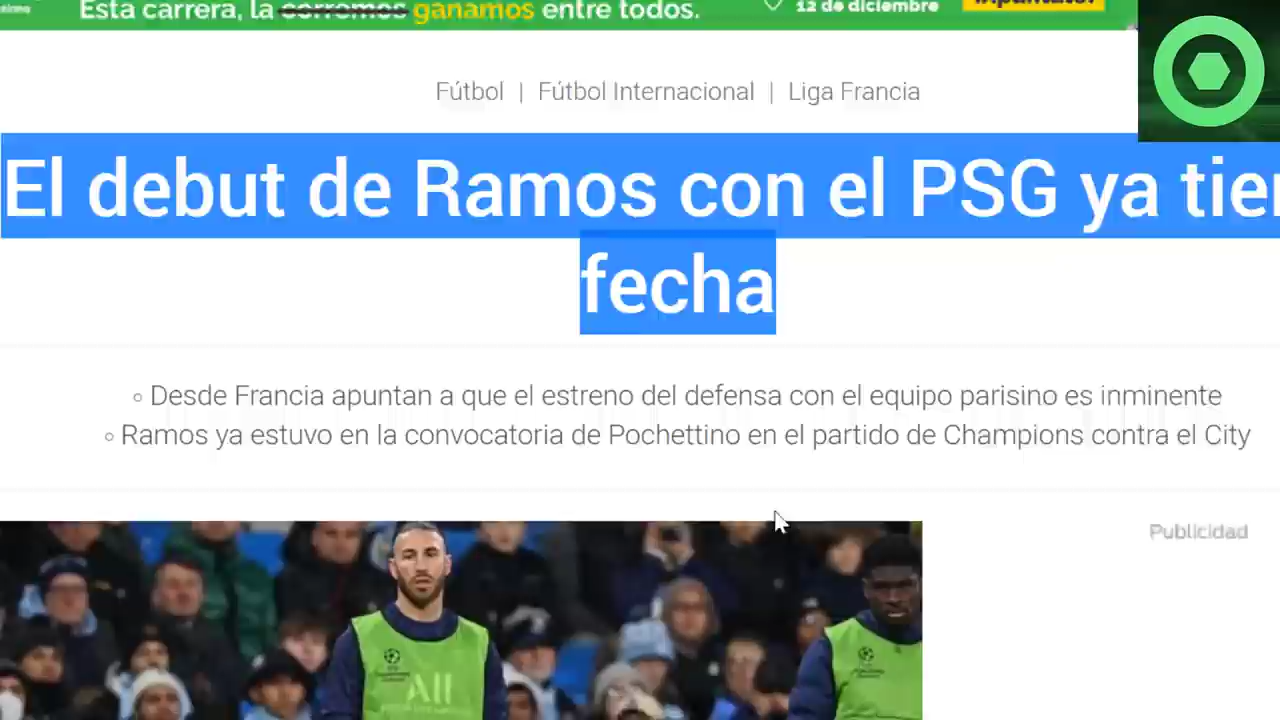 Esta carrera, la corremos ganamos entre todos.
12 de diciembre
Fútbol | Fútbol Internacional | Liga Francia
El debut de Ramos con el PSG ya tien
fecha
Desde Francia apuntan a que el estreno del defensa con el equipo parisino es inminente
Ramos ya estuvo en la convocatoria de Pochettino en el partido de Champions contra el City
Publicidad
All